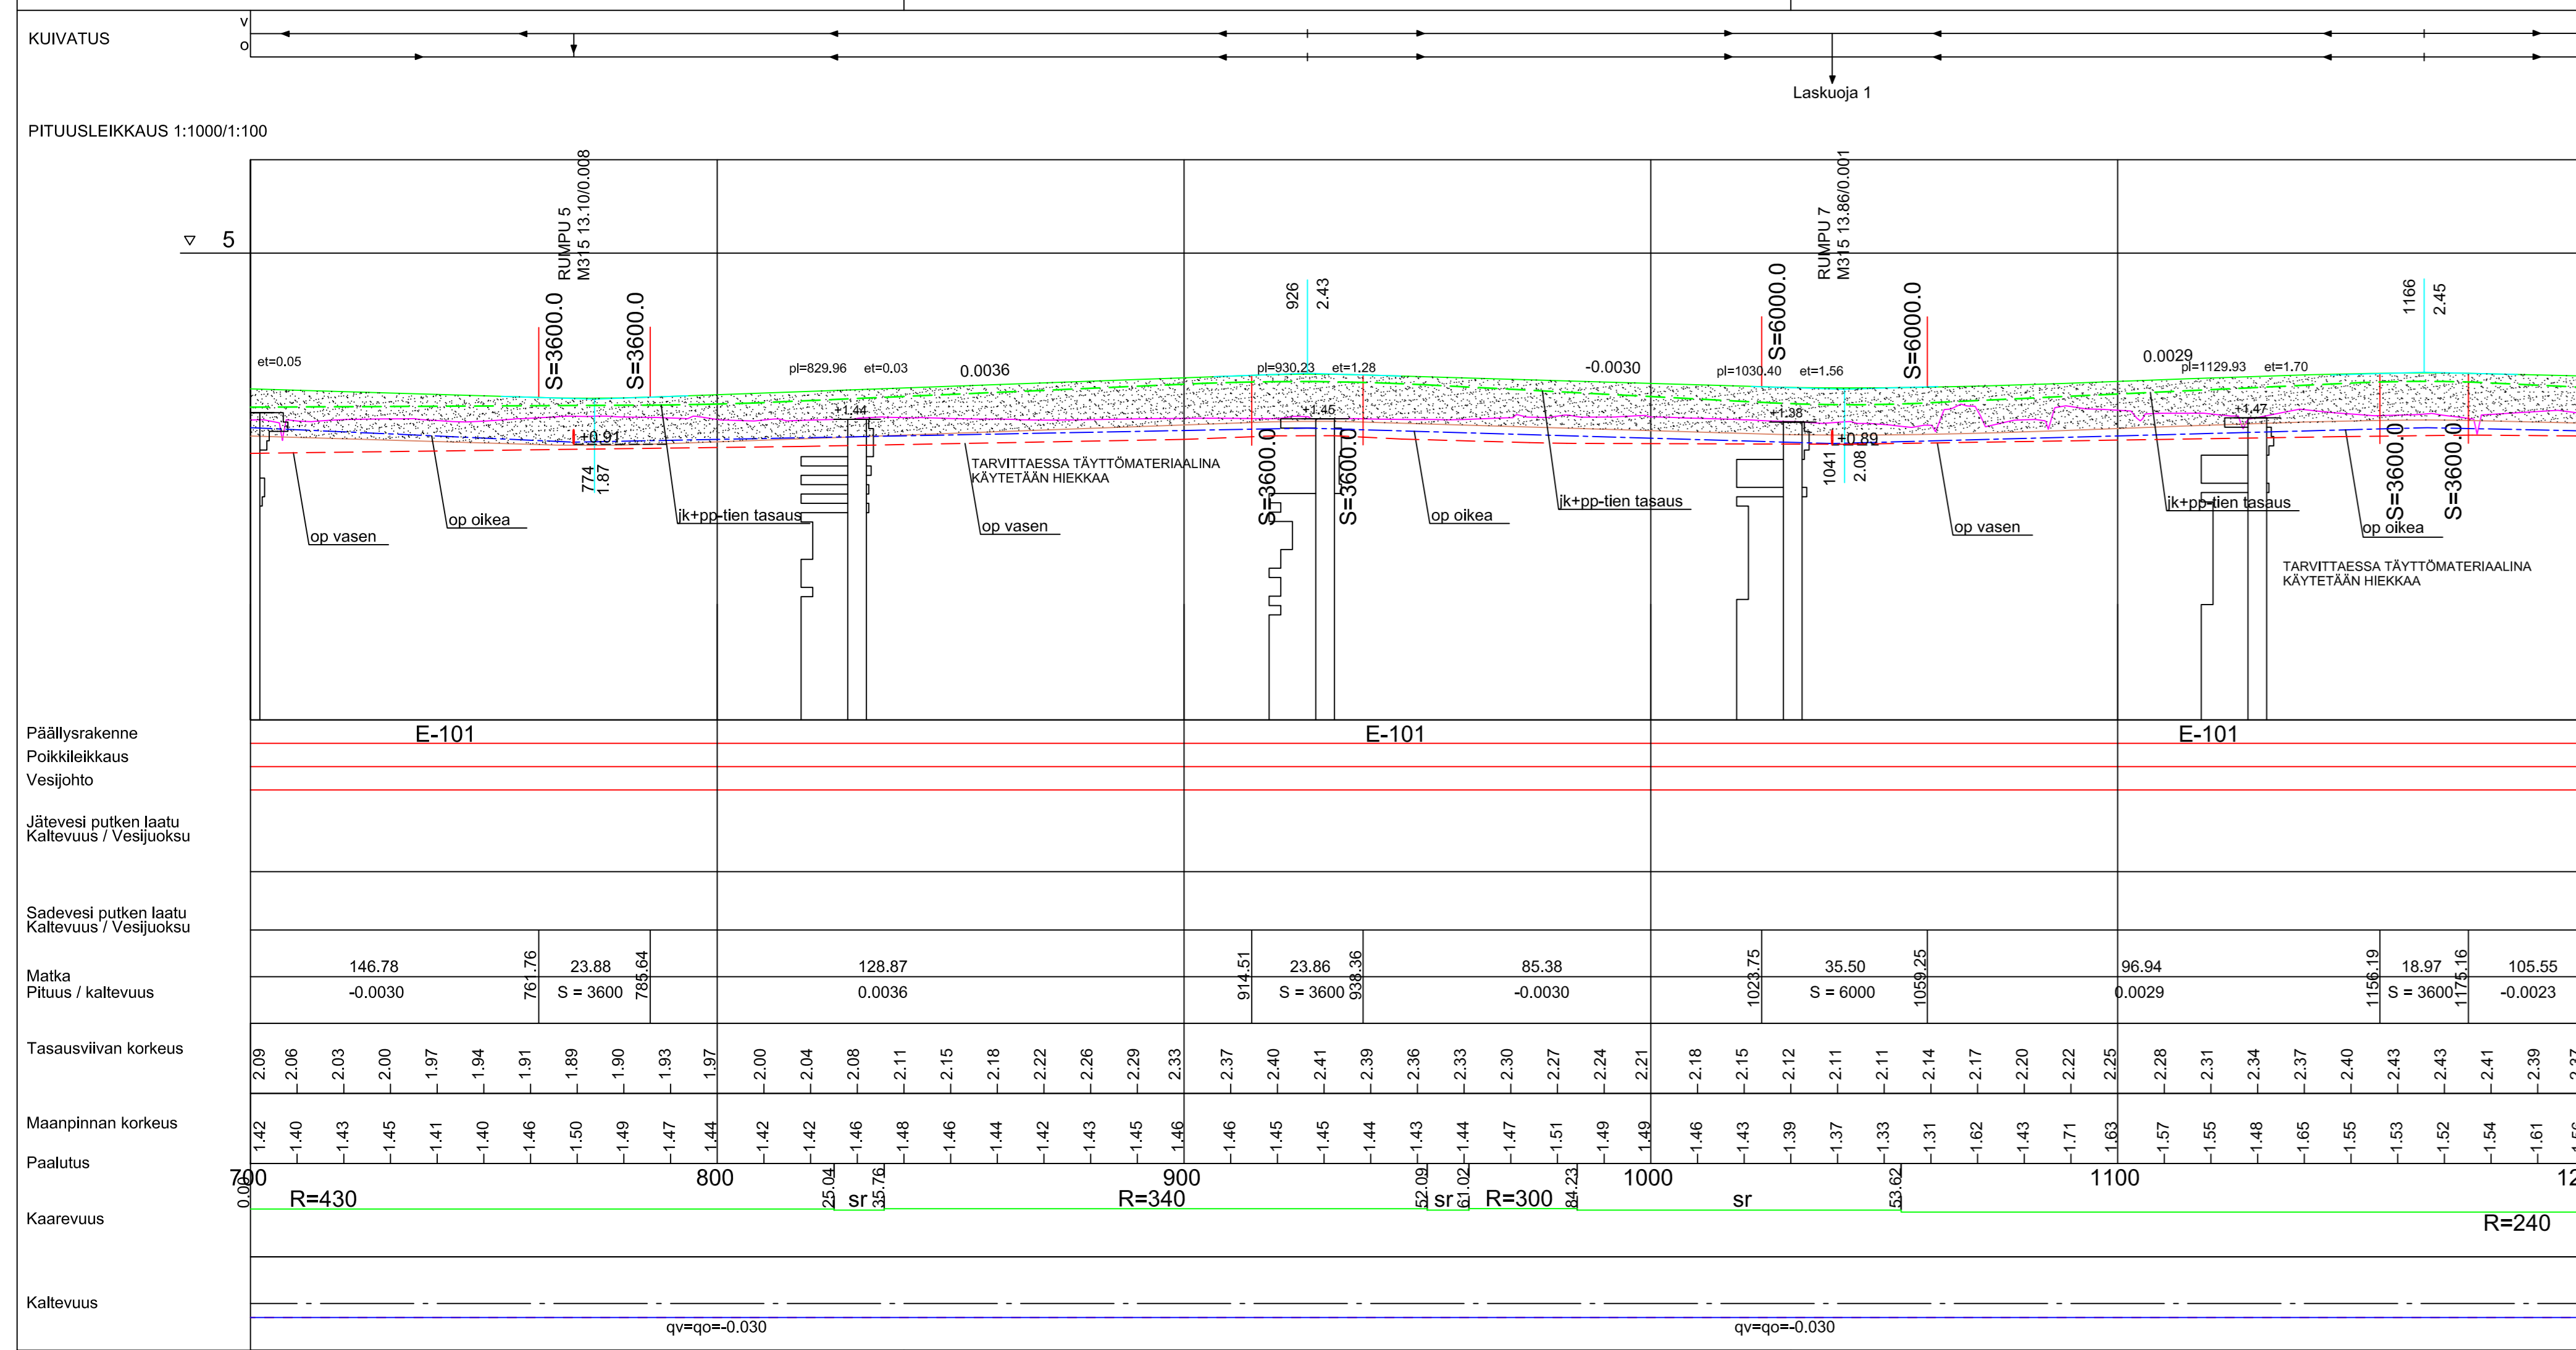 KUIVATUS
v
o
Laskuoja 1
PITUUSLEIKKAUS 1:1000/1:100
5
RUMPU 5
M315 13.10/0.008
S=3600.0
S=3600.0
926
2.43
RUMPU 7
M315 13.86/0.001
S=6000.0
S=6000.0
1166
2.45
et=0.05
pl=829.96 et=0.03
0.0036
pl=930.23 et=1.28
-0.0030
pl=1030.40 et=1.56
0.0029
pl=1129.93 et=1.70
+1.44
+1.45
+1.38
+1.47
+0.91
+0.89
774
1.87
1041
2.08
S=3600.0
S=3600.0
S=3600.0
S=3600.0
TARVITTAESSA TÄYTTÖMATERIAALINA
KÄYTETÄÄN HIEKKAA
op vasen
op oikea
jk+pp-tien tasaus
op vasen
op oikea
jk+pp-tien tasaus
op vasen
jk+pp-tien tasaus
op oikea
TARVITTAESSA TÄYTTÖMATERIAALINA
KÄYTETÄÄN HIEKKAA
Päällysrakenne
E-101 E-101 E-101
Poikkileikkaus
Vesijohto
Jätevesi putken laatu
Kaltevuus / Vesijuoksu
Sadevesi putken laatu
Kaltevuus / Vesijuoksu
Matka
146.78 761.76 23.88 785.64 128.87 914.51 23.86 938.36 85.38 1023.75 35.50 1059.25 96.94 1156.19 18.97 1175.16 105.55
Pituus / kaltevuus
-0.0030 S = 3600 0.0036 S = 3600 -0.0030 S = 6000 0.0029 S = 3600 -0.0023
Tasausviivan korkeus
2.09 2.06 2.03 2.00 1.97 1.94 1.91 1.89 1.90 1.93 1.97 2.00 2.04 2.08 2.11 2.15 2.18 2.22 2.26 2.29 2.33 2.37 2.40 2.41 2.39 2.36 2.33 2.30 2.27 2.24 2.21 2.18 2.15 2.12 2.11 2.11 2.14 2.17 2.20 2.22 2.25 2.28 2.31 2.34 2.37 2.40 2.43 2.43 2.41 2.39 2.37
Maanpinnan korkeus
1.42 1.40 1.43 1.45 1.41 1.40 1.46 1.50 1.49 1.47 1.44 1.42 1.42 1.46 1.48 1.46 1.44 1.42 1.43 1.45 1.46 1.46 1.45 1.45 1.44 1.43 1.44 1.47 1.51 1.49 1.49 1.46 1.43 1.39 1.37 1.33 1.31 1.62 1.43 1.71 1.63 1.57 1.55 1.48 1.65 1.55 1.53 1.52 1.54 1.61 1.56
Paalutus
700 800 900 1000 1100 12
0.00 25.04 35.76 52.09 61.02 84.23 53.62
R=430 sr R=340 sr R=300 sr
Kaarevuus
R=240
Kaltevuus
qv=qo=-0.030 qv=qo=-0.030